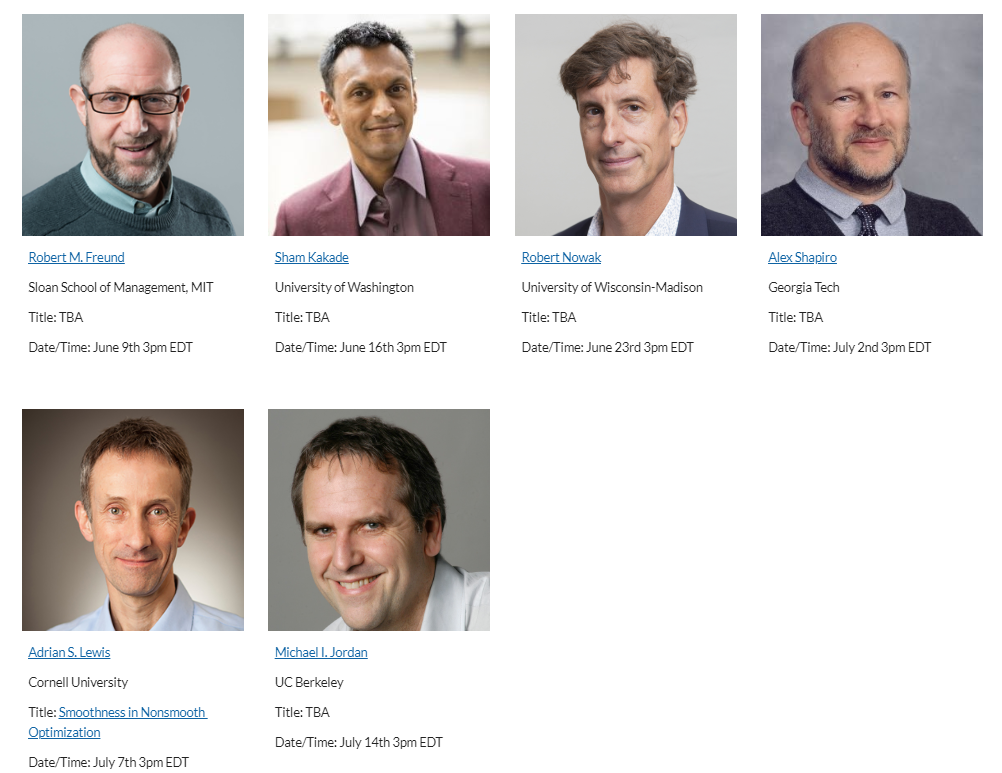 Robert M. Freund
Sloan School of Management, MIT
Title: TBA
Date/Time: June 9th 3pm EDT
Sham Kakade
University of Washington
Title: TBA
Date/Time: June 16th 3pm EDT
Robert Nowak
University of Wisconsin-Madison
Title: TBA
Date/Time: June 23rd 3pm EDT
Alex Shapiro
Georgia Tech
Title: TBA
Date/Time: July 2nd 3pm EDT
Adrian S. Lewis
Cornell University
Title: Smoothness in Nonsmooth
Optimization
Date/Time: July 7th 3pm EDT
Michael I. Jordan
UC Berkeley
Title: TBA
Date/Time: July 14th 3pm EDT